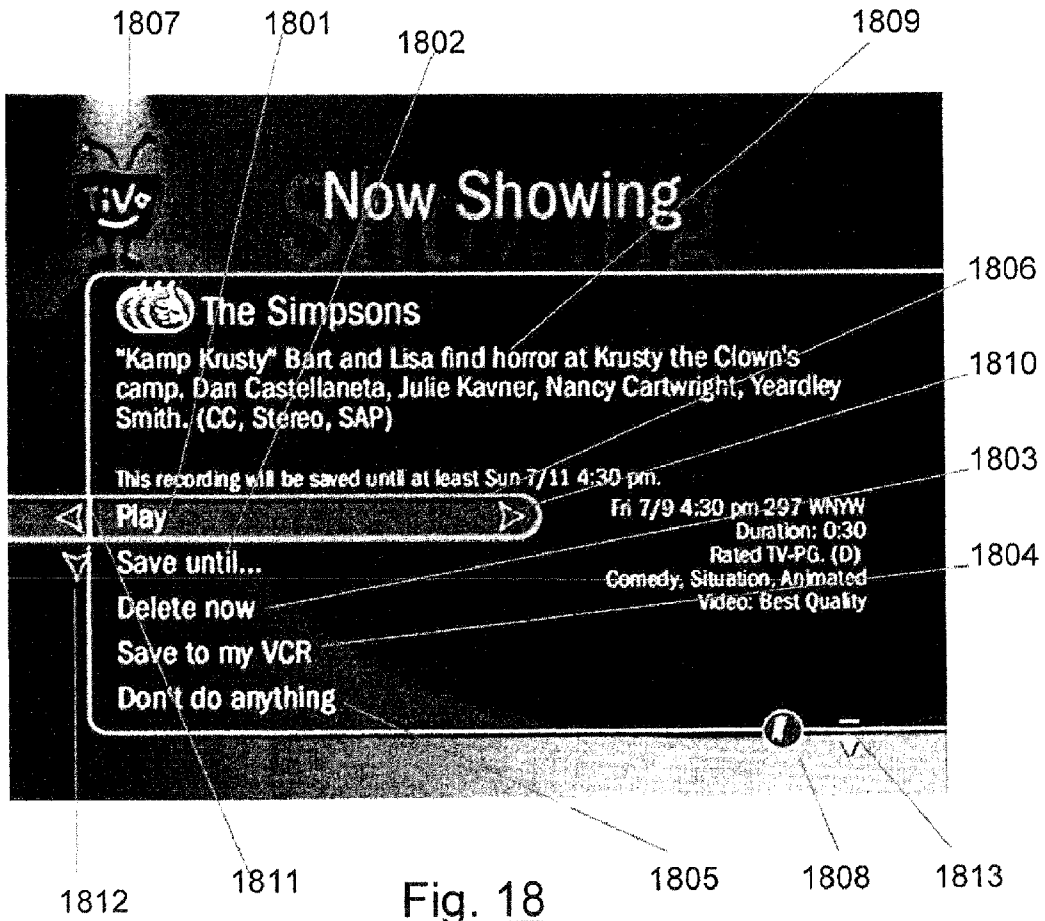 1807 1801 1802 1809
TiVo
Now Showing
The Simpsons
"Kamp Krusty" Bart and Lisa find horror at Krusty the Clown's
camp. Dan Castellaneta, Julie Kavner, Nancy Cartwright, Yeardley
Smith. (CC, Stereo, SAP)
This recording will be saved until at least Sun 7/11 4:30 pm.
Play
Save until...
Delete now
Save to my VCR
Don't do anything
Fri 7/9 4:30 pm 297 WNYW
Duration: 0:30
Rated TV-PG. (D)
Comedy, Situation, Animated
Video: Best Quality
1806
1810
1803
1804
1812 1811 1805 1808 1813
Fig. 18